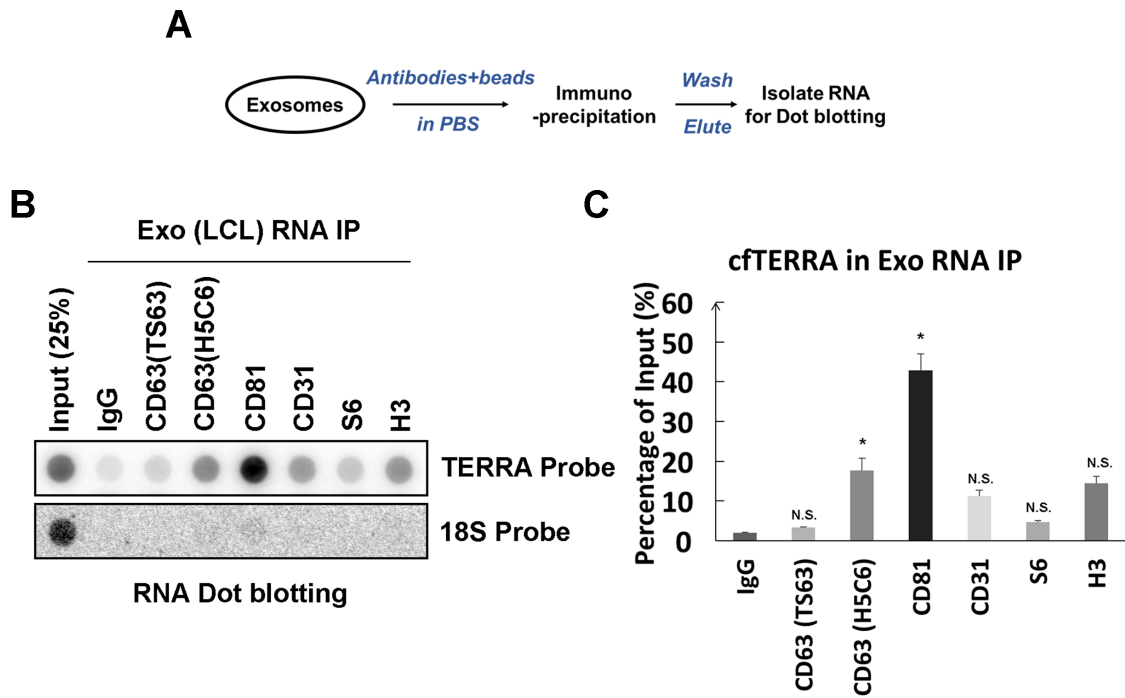 A
Exosomes
Antibodies+beads
in PBS
Immuno
-precipitation
Wash
Elute
Isolate RNA
for Dot blotting
B
Exo (LCL) RNA IP
Input (25%)
IgG
CD63(TS63)
CD63(H5C6)
CD81
CD31
S6
H3
TERRA Probe
18S Probe
RNA Dot blotting
C
cfTERRA in Exo RNA IP
Percentage of Input (%)
60
50
40
30
20
10
0
N.S.
*
*
N.S.
N.S.
N.S.
IgG
CD63 (TS63)
CD63 (H5C6)
CD81
CD31
S6
H3